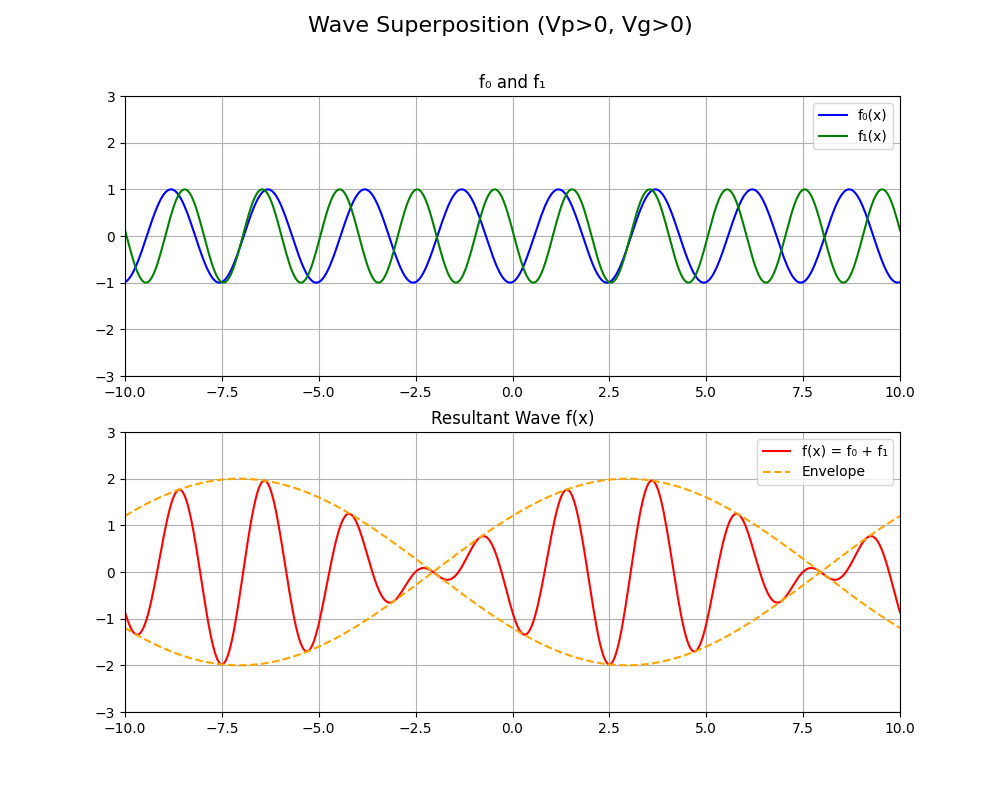 Wave Superposition (Vp>0, Vg>0)
f₀ and f₁
3
2
1
0
−1
−2
−3
f₀(x)
f₁(x)
−10.0 −7.5 −5.0 −2.5 0.0 2.5 5.0 7.5 10.0
Resultant Wave f(x)
3
2
1
0
−1
−2
−3
f(x) = f₀ + f₁
Envelope
−10.0 −7.5 −5.0 −2.5 0.0 2.5 5.0 7.5 10.0